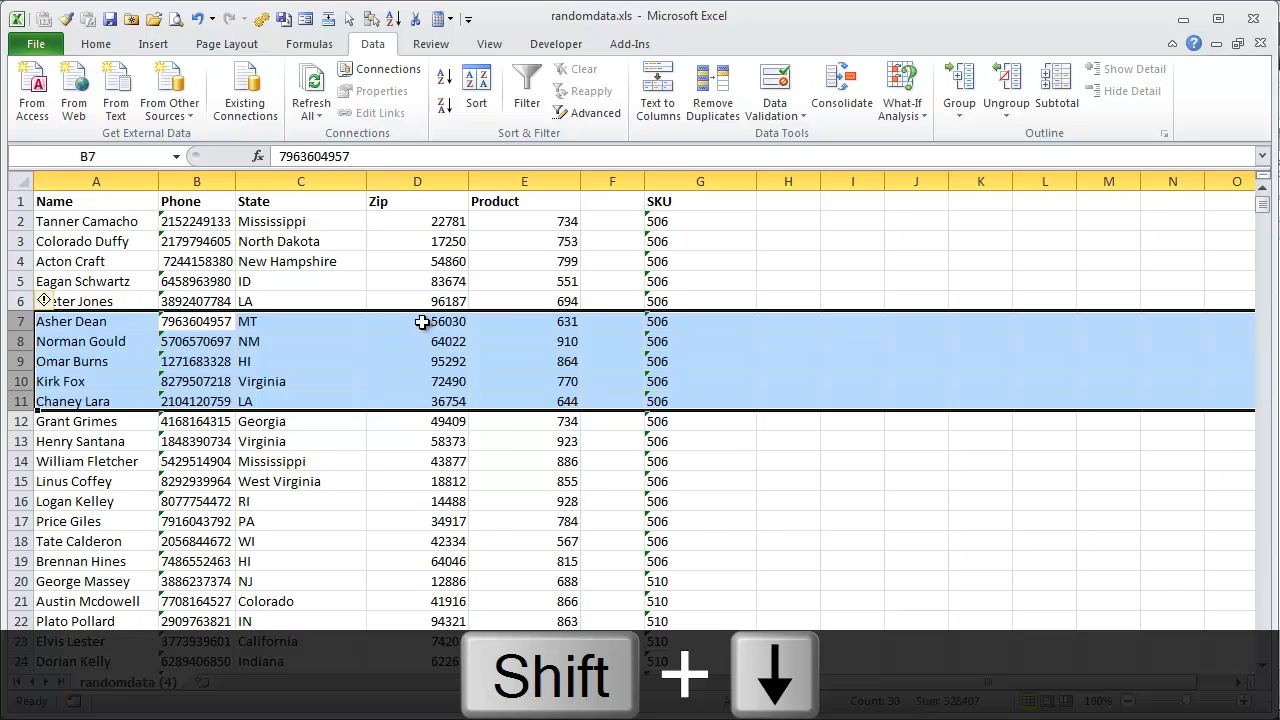 randomdata.xls - Microsoft Excel
File Home Insert Page Layout Formulas Data Review View Developer Add-Ins
From Access
From Web
From Text
From Other Sources
Existing Connections
Get External Data
Refresh All
Connections
Properties
Edit Links
Connections
Sort
Filter
Clear
Reapply
Advanced
Sort & Filter
Text to Columns
Remove Duplicates
Data Validation
Consolidate
What-If Analysis
Data Tools
Group
Ungroup
Subtotal
Show Detail
Hide Detail
Outline
B7 fx 7963604957
A B C D E F G H I J K L M N O
1 Name Phone State Zip Product SKU
2 Tanner Camacho 2152249133 Mississippi 22781 734 506
3 Colorado Duffy 2179794605 North Dakota 17250 753 506
4 Acton Craft 7244158380 New Hampshire 54860 799 506
5 Eagan Schwartz 6458963980 ID 83674 551 506
6 eter Jones 3892407784 LA 96187 694 506
7 Asher Dean 7963604957 MT 56030 631 506
8 Norman Gould 5706570697 NM 64022 910 506
9 Omar Burns 1271683328 HI 95292 864 506
10 Kirk Fox 8279507218 Virginia 72490 770 506
11 Chaney Lara 2104120759 LA 36754 644 506
12 Grant Grimes 4168164315 Georgia 49409 734 506
13 Henry Santana 1848390734 Virginia 58373 923 506
14 William Fletcher 5429514904 Mississippi 43877 886 506
15 Linus Coffey 8292939964 West Virginia 18812 855 506
16 Logan Kelley 8077754472 RI 14488 928 506
17 Price Giles 7916043792 PA 34917 784 506
18 Tate Calderon 2056844672 WI 42334 567 506
19 Brennan Hines 7486552463 HI 64046 815 506
20 George Massey 3886237374 NJ 12886 688 510
21 Austin Mcdowell 7708164527 Colorado 41916 866 510
22 Plato Pollard 2909763821 IN 94321 863 510
23 Elvis Lester 3773939601 California 7420 510
24 Dorian Kelly 6289406850 Indiana 6226 510
Shift + ↓
randomdata (4)
Ready Count: 30 Sum: 328407 100%